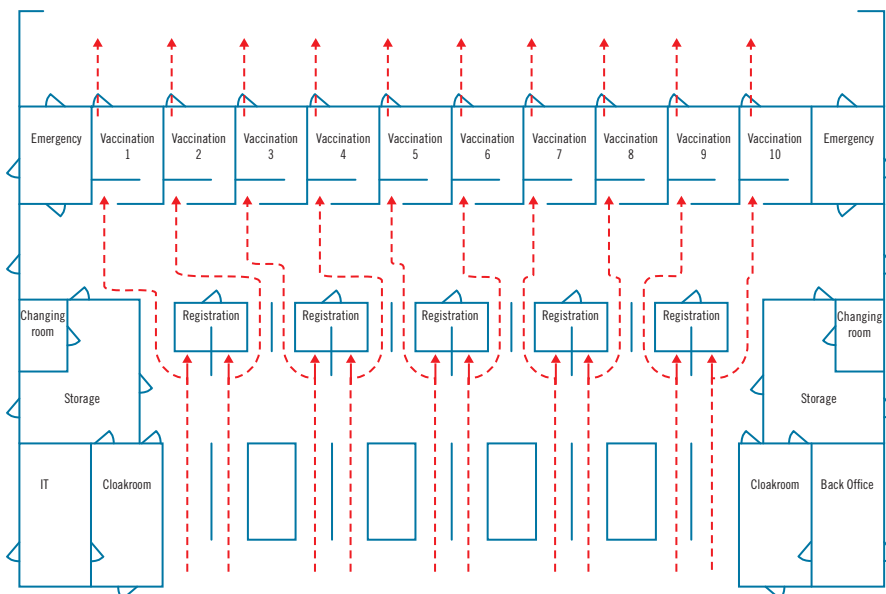 Emergency
Vaccination
1
Vaccination
2
Vaccination
3
Vaccination
4
Vaccination
5
Vaccination
6
Vaccination
7
Vaccination
8
Vaccination
9
Vaccination
10
Emergency
Changing
room
Registration
Registration
Registration
Registration
Registration
Changing
room
Storage
Storage
IT
Cloakroom
Cloakroom
Back Office